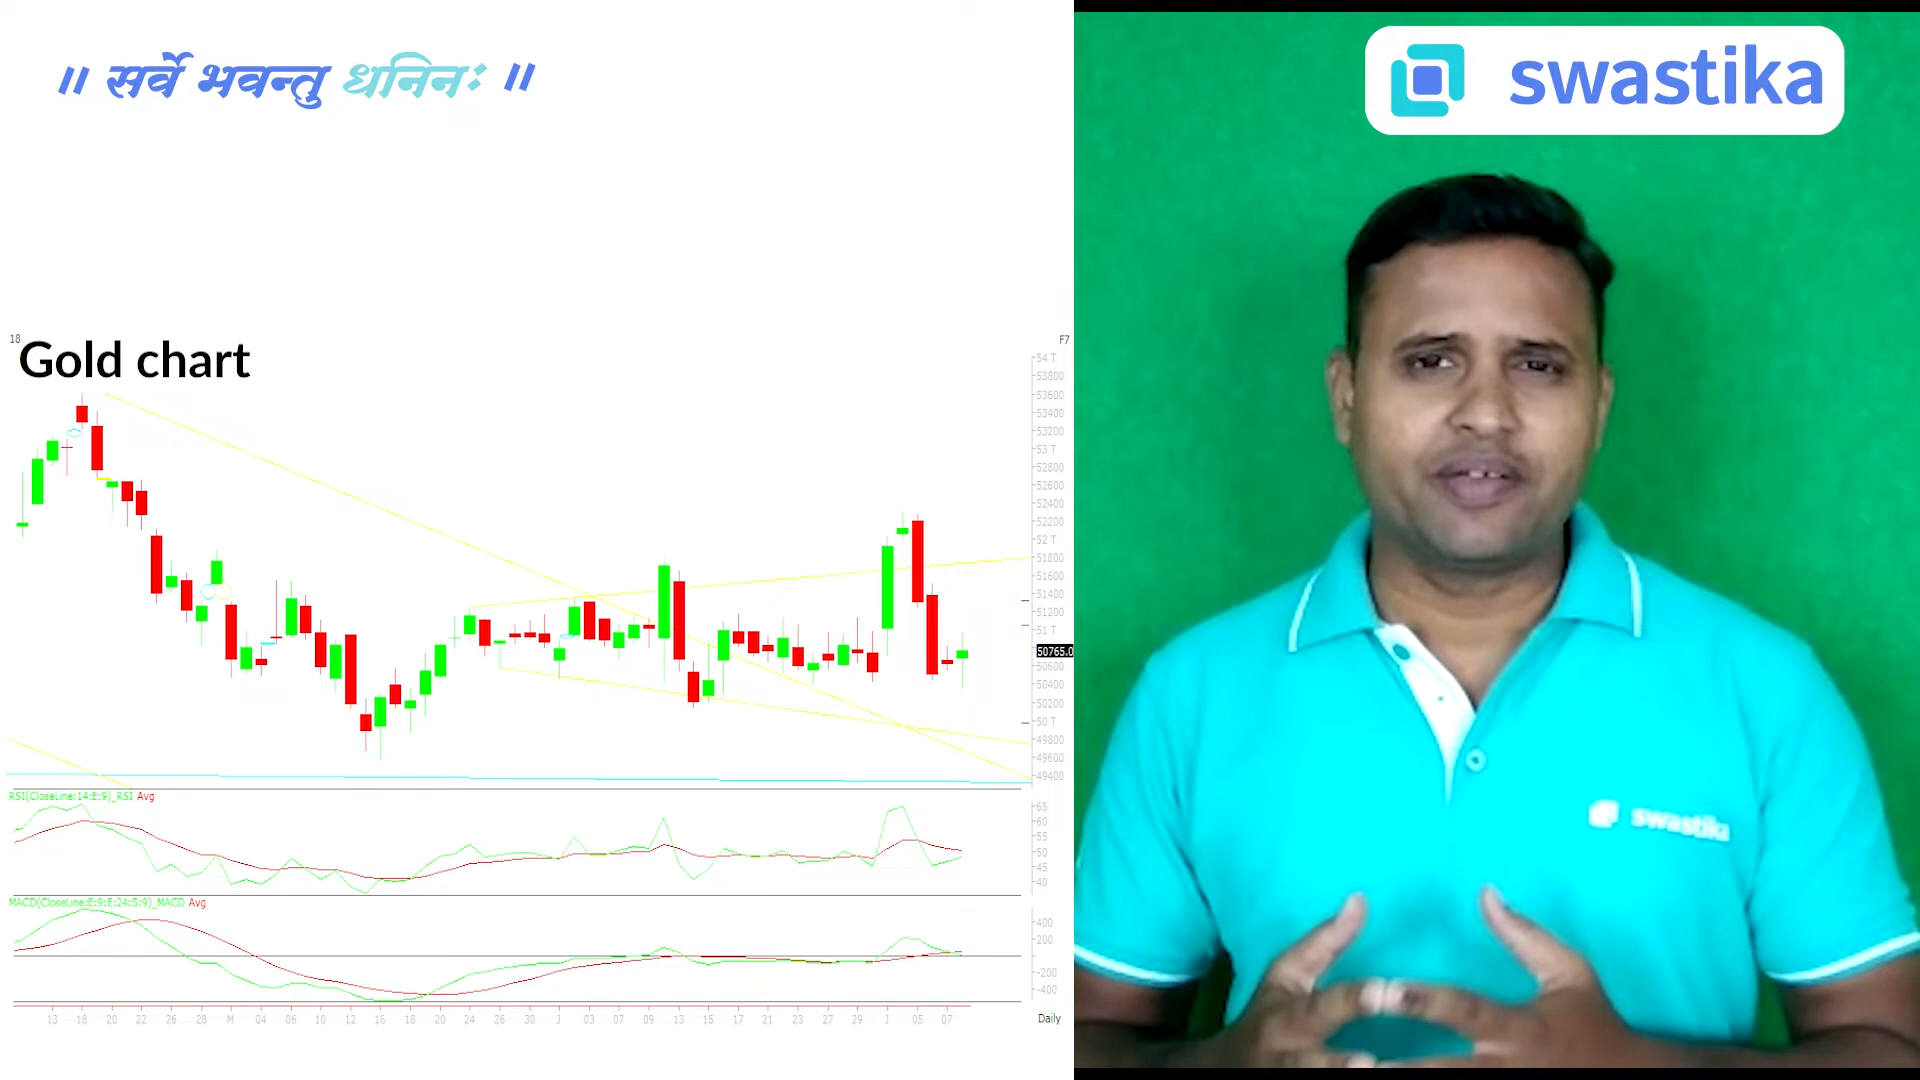 ॥ सर्वे भवन्तु धनिनः ॥
swastika
18
F7
Gold chart
54 T
53800
53600
53400
53200
53 T
52800
52600
52400
52200
52 T
51800
51600
51400
51200
51 T
50765.0
50600
50400
50200
50 T
49800
49600
49400
RSI(CloseLine:14:E:9)_RSI Avg
65
60
55
50
45
40
swastika
MACD(CloseLine:E:9:E:24:S:9)_MACD Avg
400
200
-200
-400
13 18 20 22 26 28 M 04 06 10 12 16 18 20 24 26 30 J 03 07 09 13 15 17 21 23 27 29 J 05 07
Daily